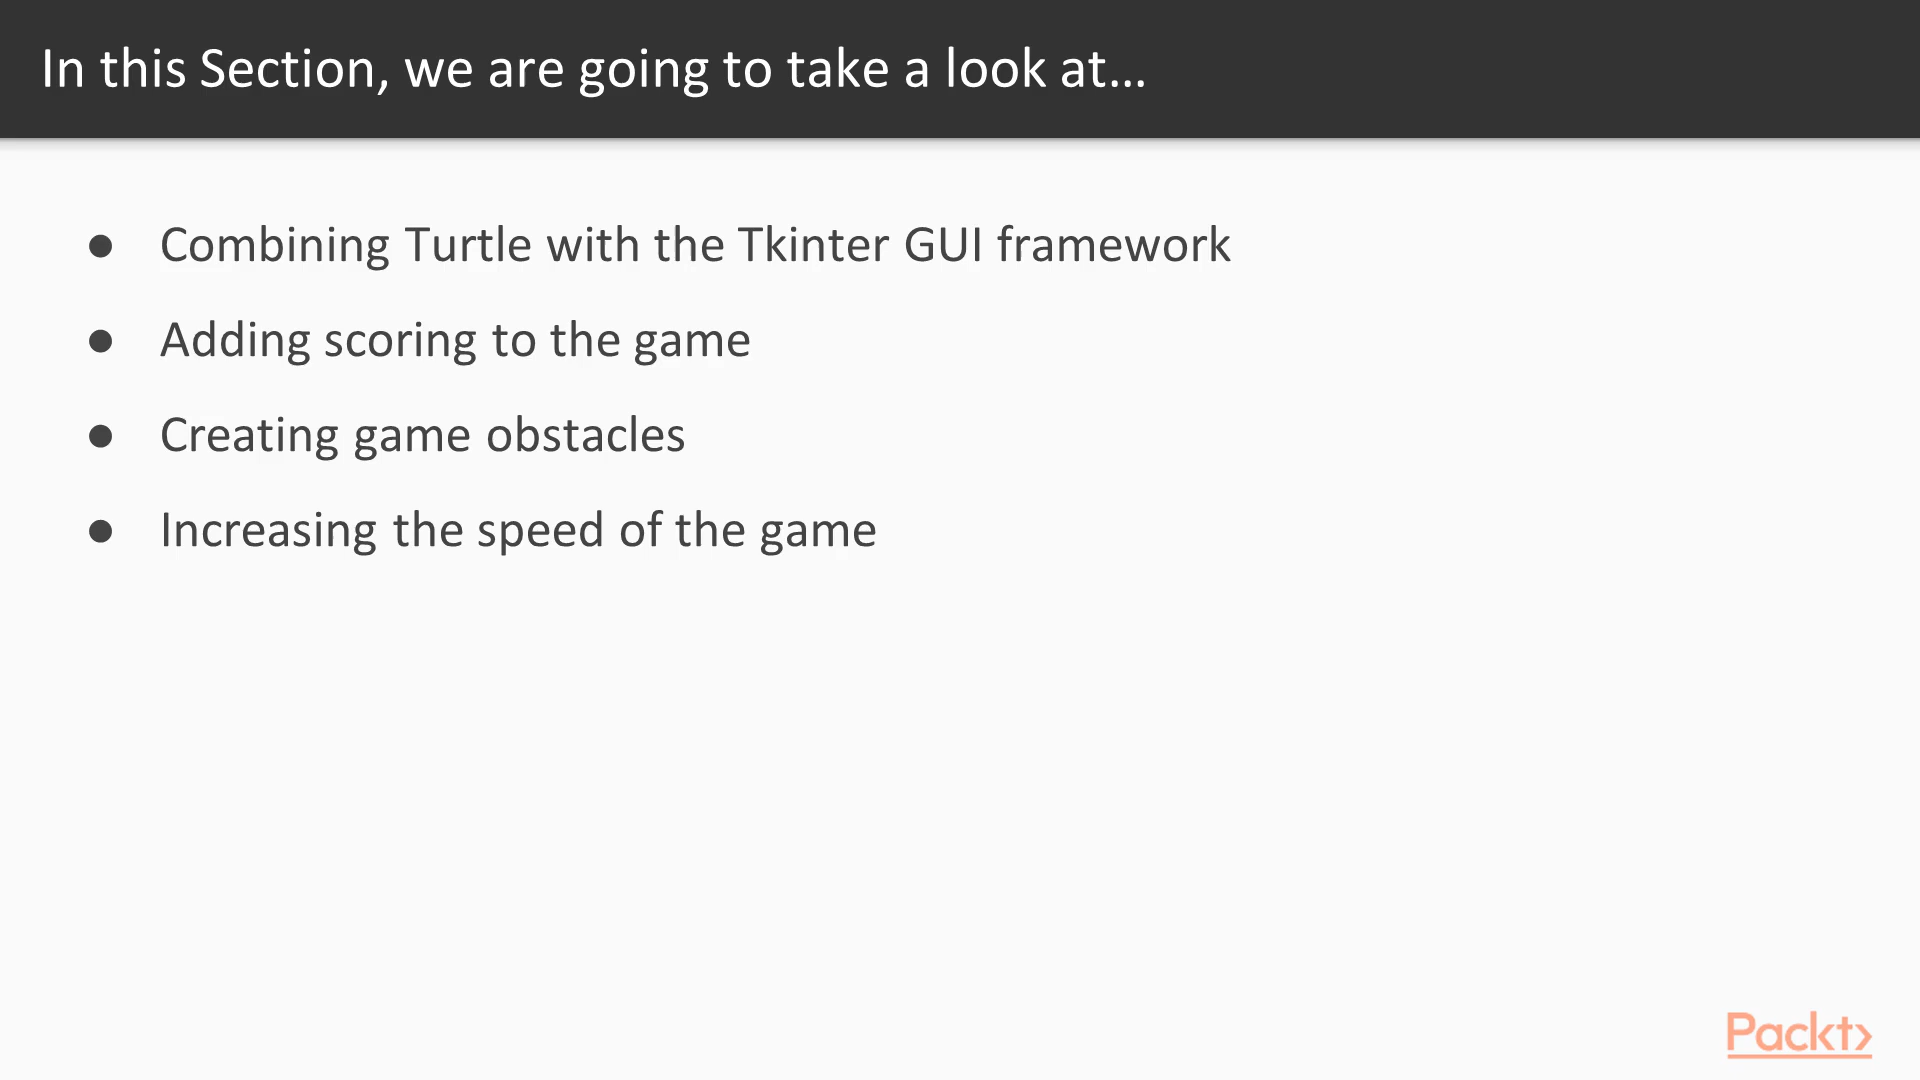 In this Section, we are going to take a look at…
● Combining Turtle with the Tkinter GUI framework
● Adding scoring to the game
● Creating game obstacles
● Increasing the speed of the game
Packt>